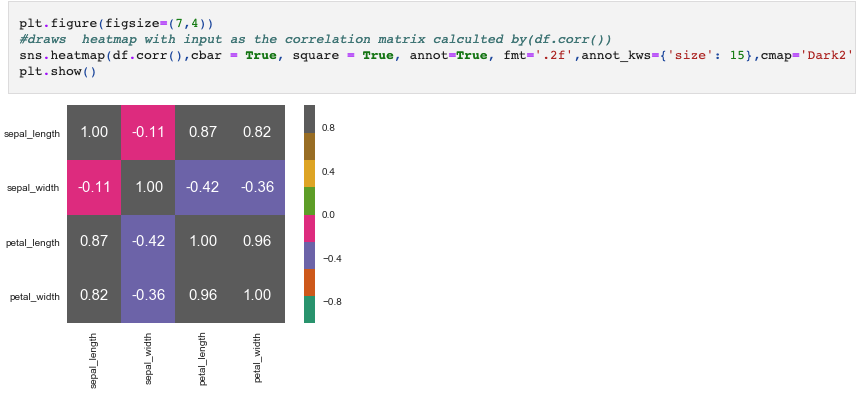 plt.figure(figsize=(7,4))
#draws  heatmap with input as the correlation matrix calculted by(df.corr())
sns.heatmap(df.corr(),cbar = True, square = True, annot=True, fmt='.2f',annot_kws={'size': 15},cmap='Dark2'
plt.show()
sepal_length 1.00 -0.11 0.87 0.82
sepal_width -0.11 1.00 -0.42 -0.36
petal_length 0.87 -0.42 1.00 0.96
petal_width 0.82 -0.36 0.96 1.00
sepal_length
sepal_width
petal_length
petal_width
0.8
0.4
0.0
−0.4
−0.8